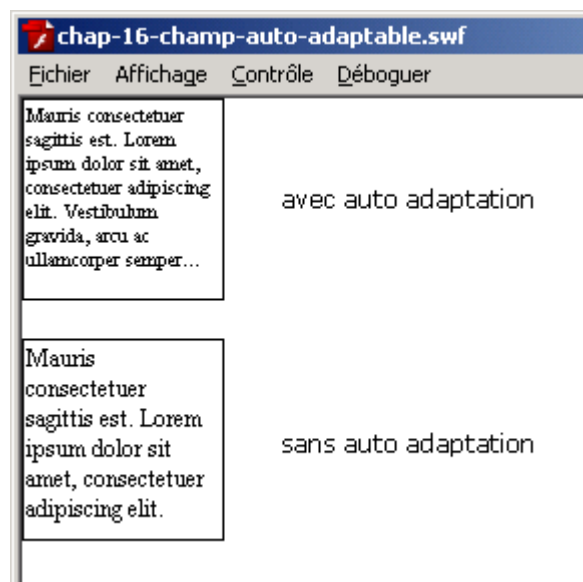 chap-16-champ-auto-adaptable.swf
Fichier Affichage Contrôle Déboguer
Mauris consectetuer
sagittis est. Lorem
ipsum dolor sit amet,
consectetuer adipiscing
elit. Vestibulum
gravida, arcu ac
ullamcorper semper...
avec auto adaptation
Mauris
consectetuer
sagittis est. Lorem
ipsum dolor sit
amet, consectetuer
adipiscing elit.
sans auto adaptation